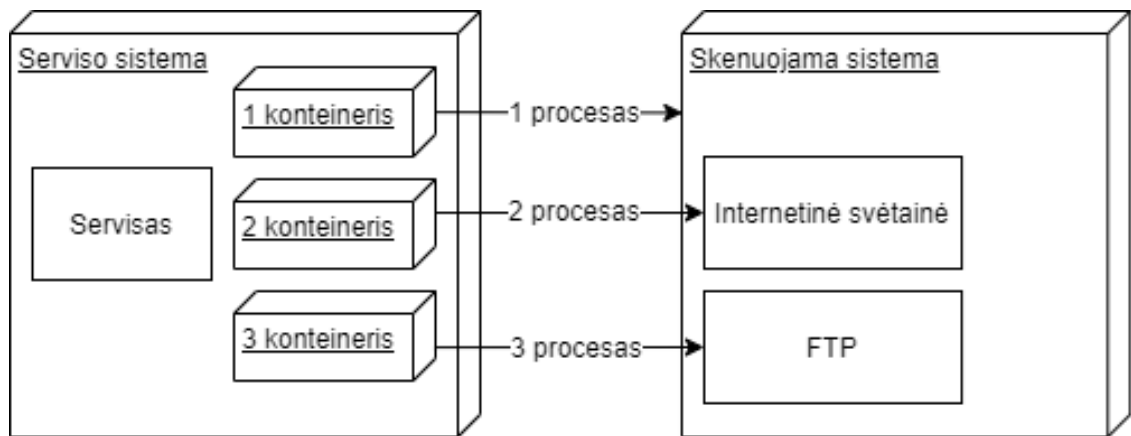 Serviso sistema
Skenuojama sistema
1 konteineris
1 procesas
Servisas
2 konteineris
2 procesas
Internetinė svėtainė
3 konteineris
3 procesas
FTP